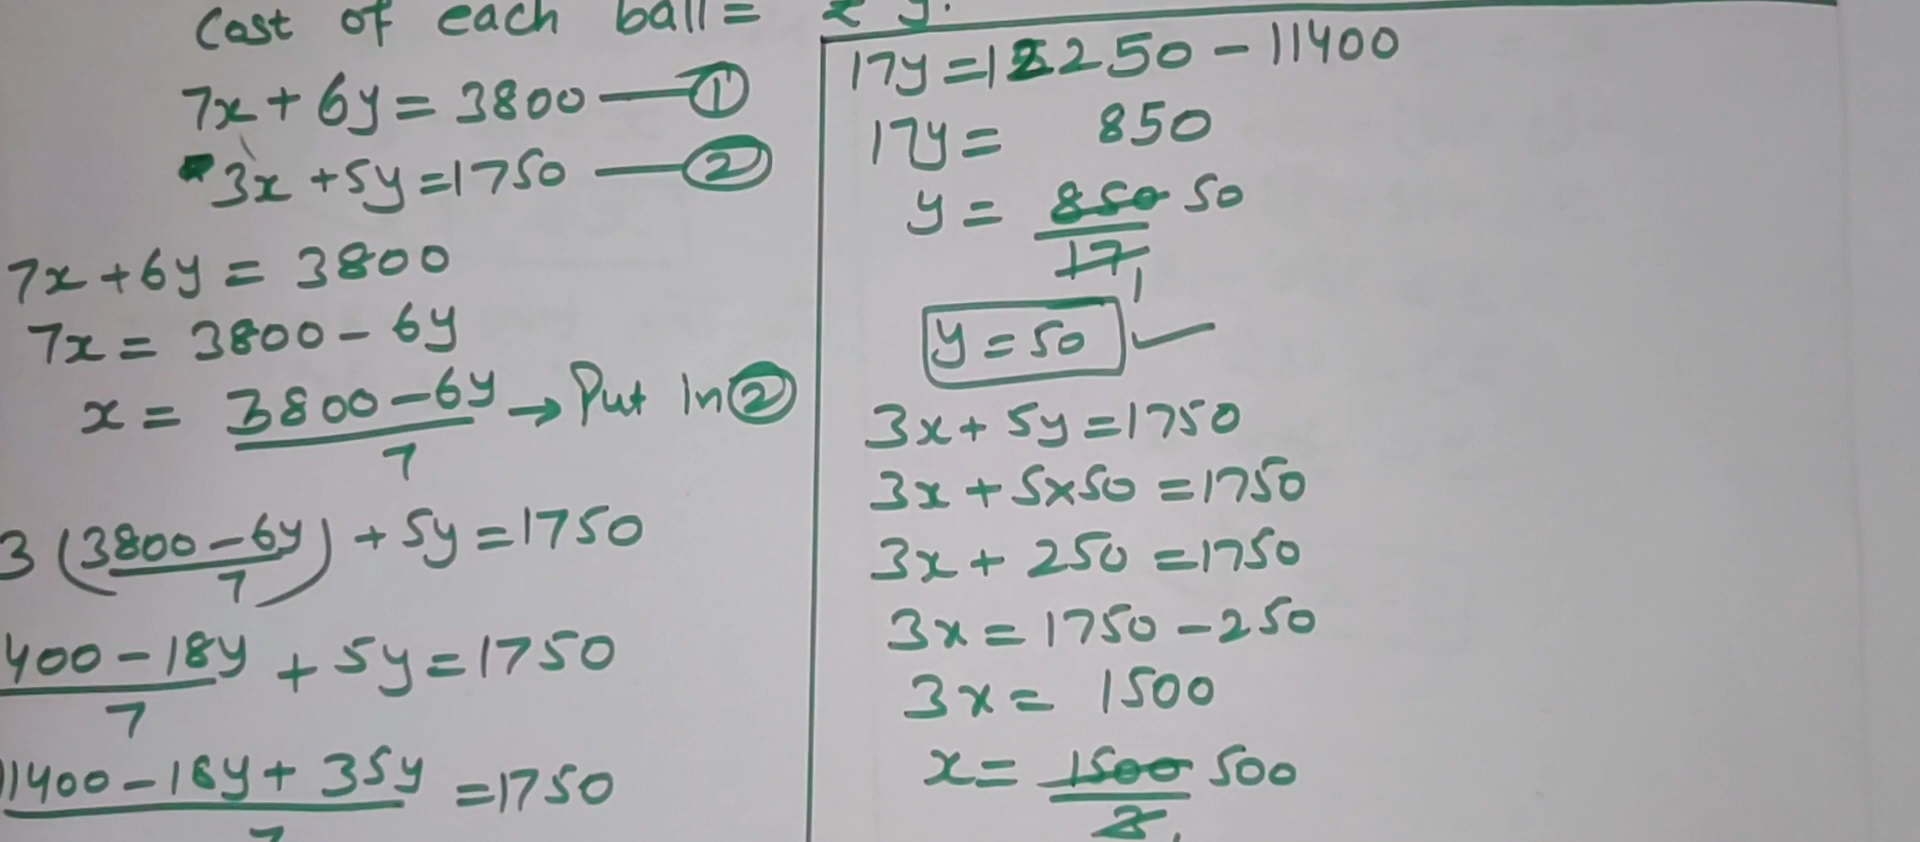 Cost of each ball = ₹ y.
7x + 6y = 3800 — ①
3x + 5y = 1750 — ②
7x + 6y = 3800
7x = 3800 - 6y
x = 3800 - 6y / 7 → Put In ②
3 (3800 - 6y / 7) + 5y = 1750
400 - 18y / 7 + 5y = 1750
11400 - 18y + 35y / 7 = 1750
17y = 12250 - 11400
17y = 850
y = 850 / 17 50 1
y = 50 ✓
3x + 5y = 1750
3x + 5x50 = 1750
3x + 250 = 1750
3x = 1750 - 250
3x = 1500
x = 1500 / 3 500